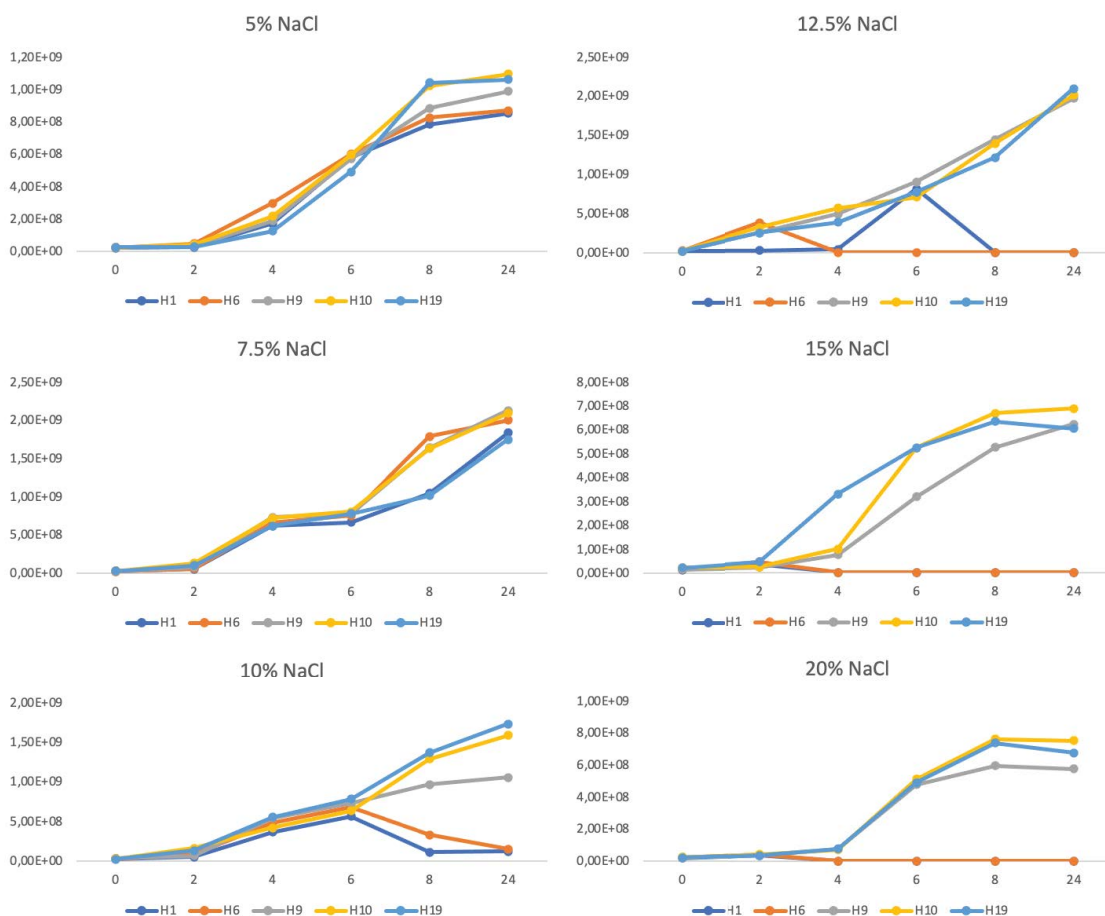 5% NaCl
1,20E+09
1,00E+09
8,00E+08
6,00E+08
4,00E+08
2,00E+08
0,00E+00
0 2 4 6 8 24
H1 H6 H9 H10 H19
12.5% NaCl
2,50E+09
2,00E+09
1,50E+09
1,00E+09
5,00E+08
0,00E+00
0 2 4 6 8 24
H1 H6 H9 H10 H19
7.5% NaCl
2,50E+09
2,00E+09
1,50E+09
1,00E+09
5,00E+08
0,00E+00
0 2 4 6 8 24
H1 H6 H9 H10 H19
15% NaCl
8,00E+08
7,00E+08
6,00E+08
5,00E+08
4,00E+08
3,00E+08
2,00E+08
1,00E+08
0,00E+00
0 2 4 6 8 24
H1 H6 H9 H10 H19
10% NaCl
2,00E+09
1,50E+09
1,00E+09
5,00E+08
0,00E+00
0 2 4 6 8 24
H1 H6 H9 H10 H19
20% NaCl
1,00E+09
8,00E+08
6,00E+08
4,00E+08
2,00E+08
0,00E+00
0 2 4 6 8 24
H1 H6 H9 H10 H19